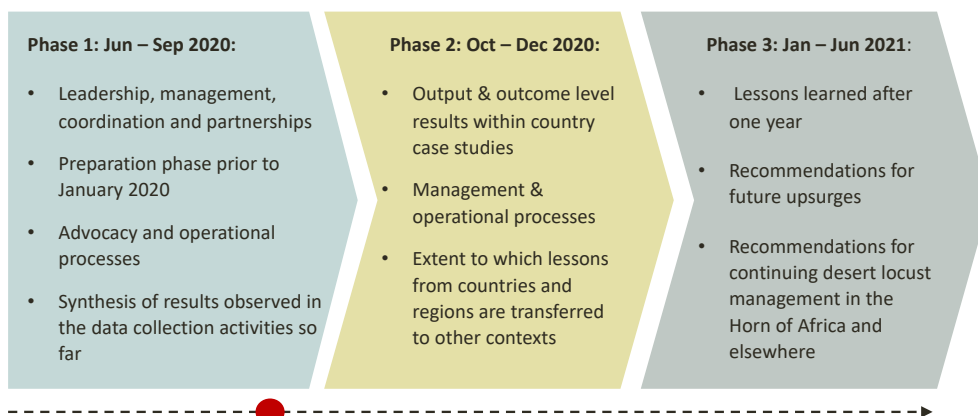 Phase 1: Jun – Sep 2020:
• Leadership, management,
coordination and partnerships
• Preparation phase prior to
January 2020
• Advocacy and operational
processes
• Synthesis of results observed in
the data collection activities so
far
Phase 2: Oct – Dec 2020:
• Output & outcome level
results within country
case studies
• Management &
operational processes
• Extent to which lessons
from countries and
regions are transferred
to other contexts
Phase 3: Jan – Jun 2021:
• Lessons learned after
one year
• Recommendations for
future upsurges
• Recommendations for
continuing desert locust
management in the
Horn of Africa and
elsewhere